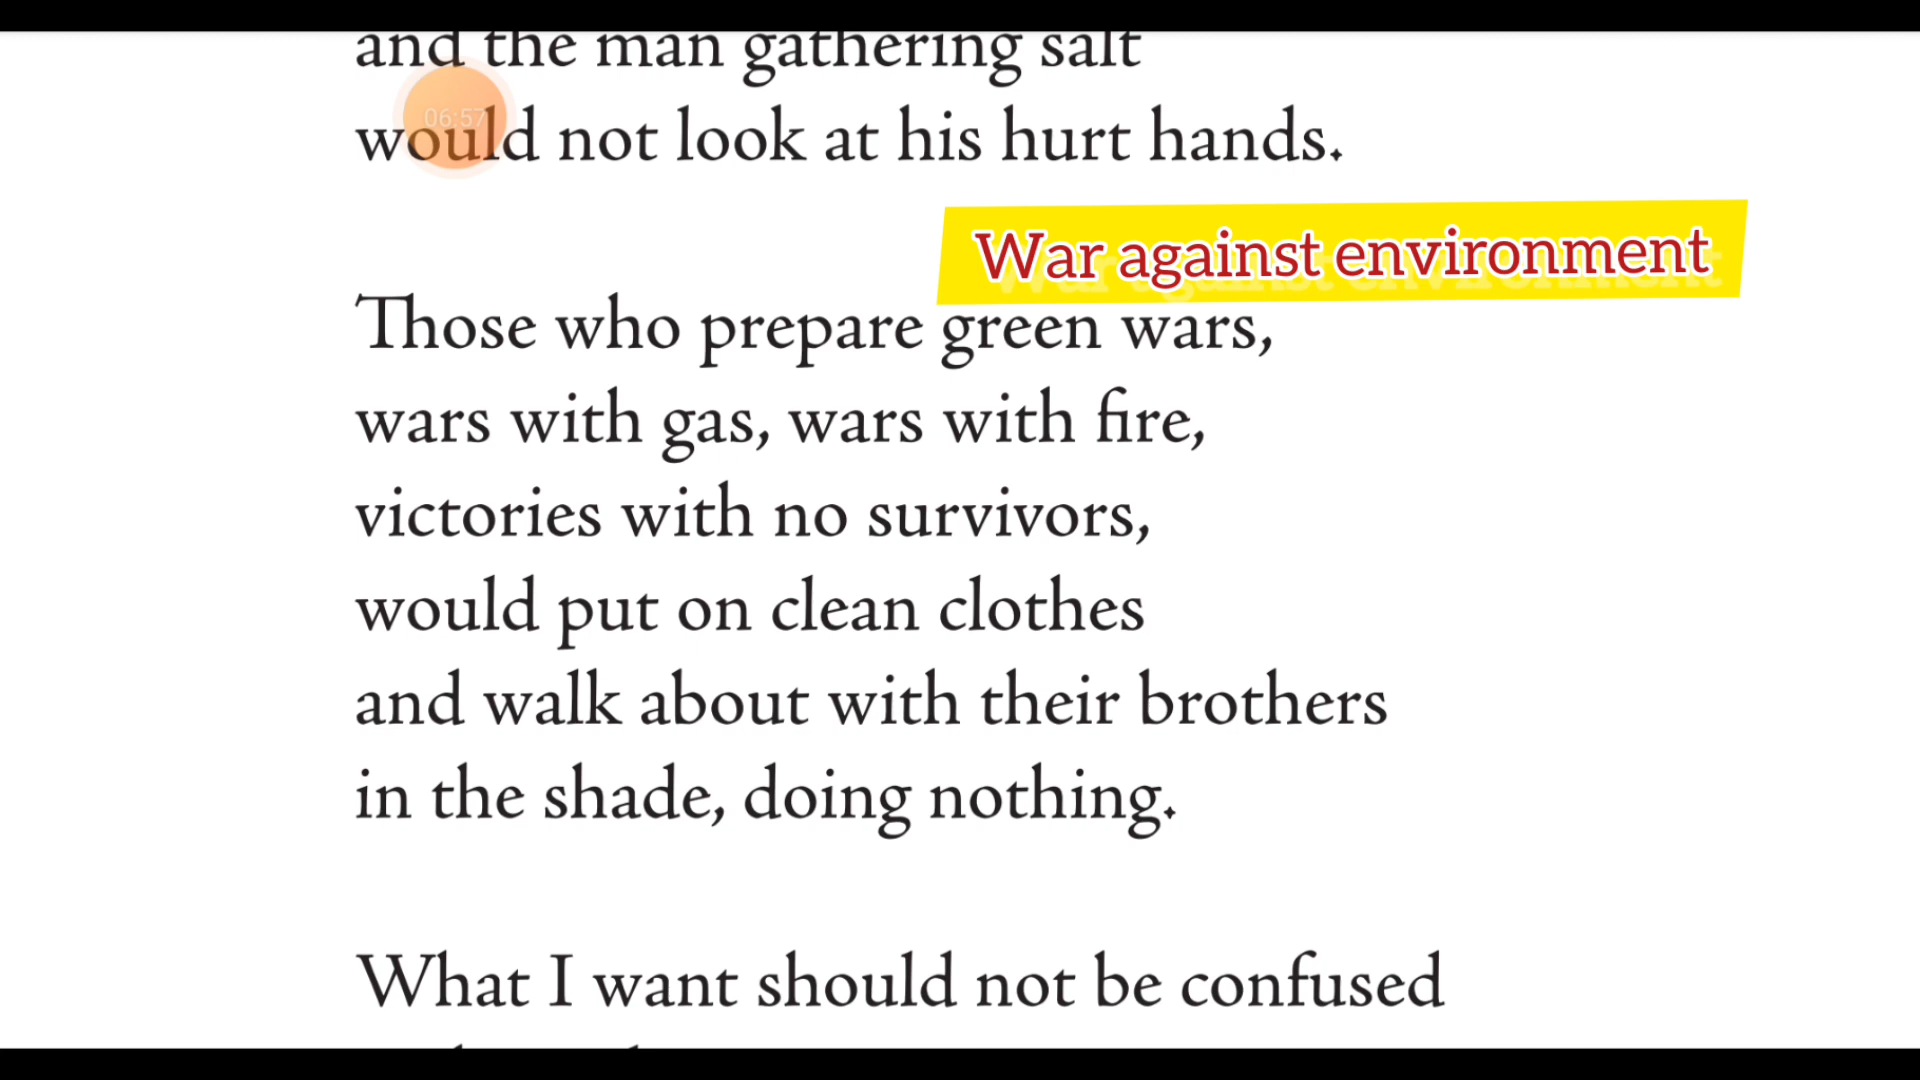 and the man gathering salt
06:57
would not look at his hurt hands.
War against environment
Those who prepare green wars,
wars with gas, wars with fire,
victories with no survivors,
would put on clean clothes
and walk about with their brothers
in the shade, doing nothing.
What I want should not be confused